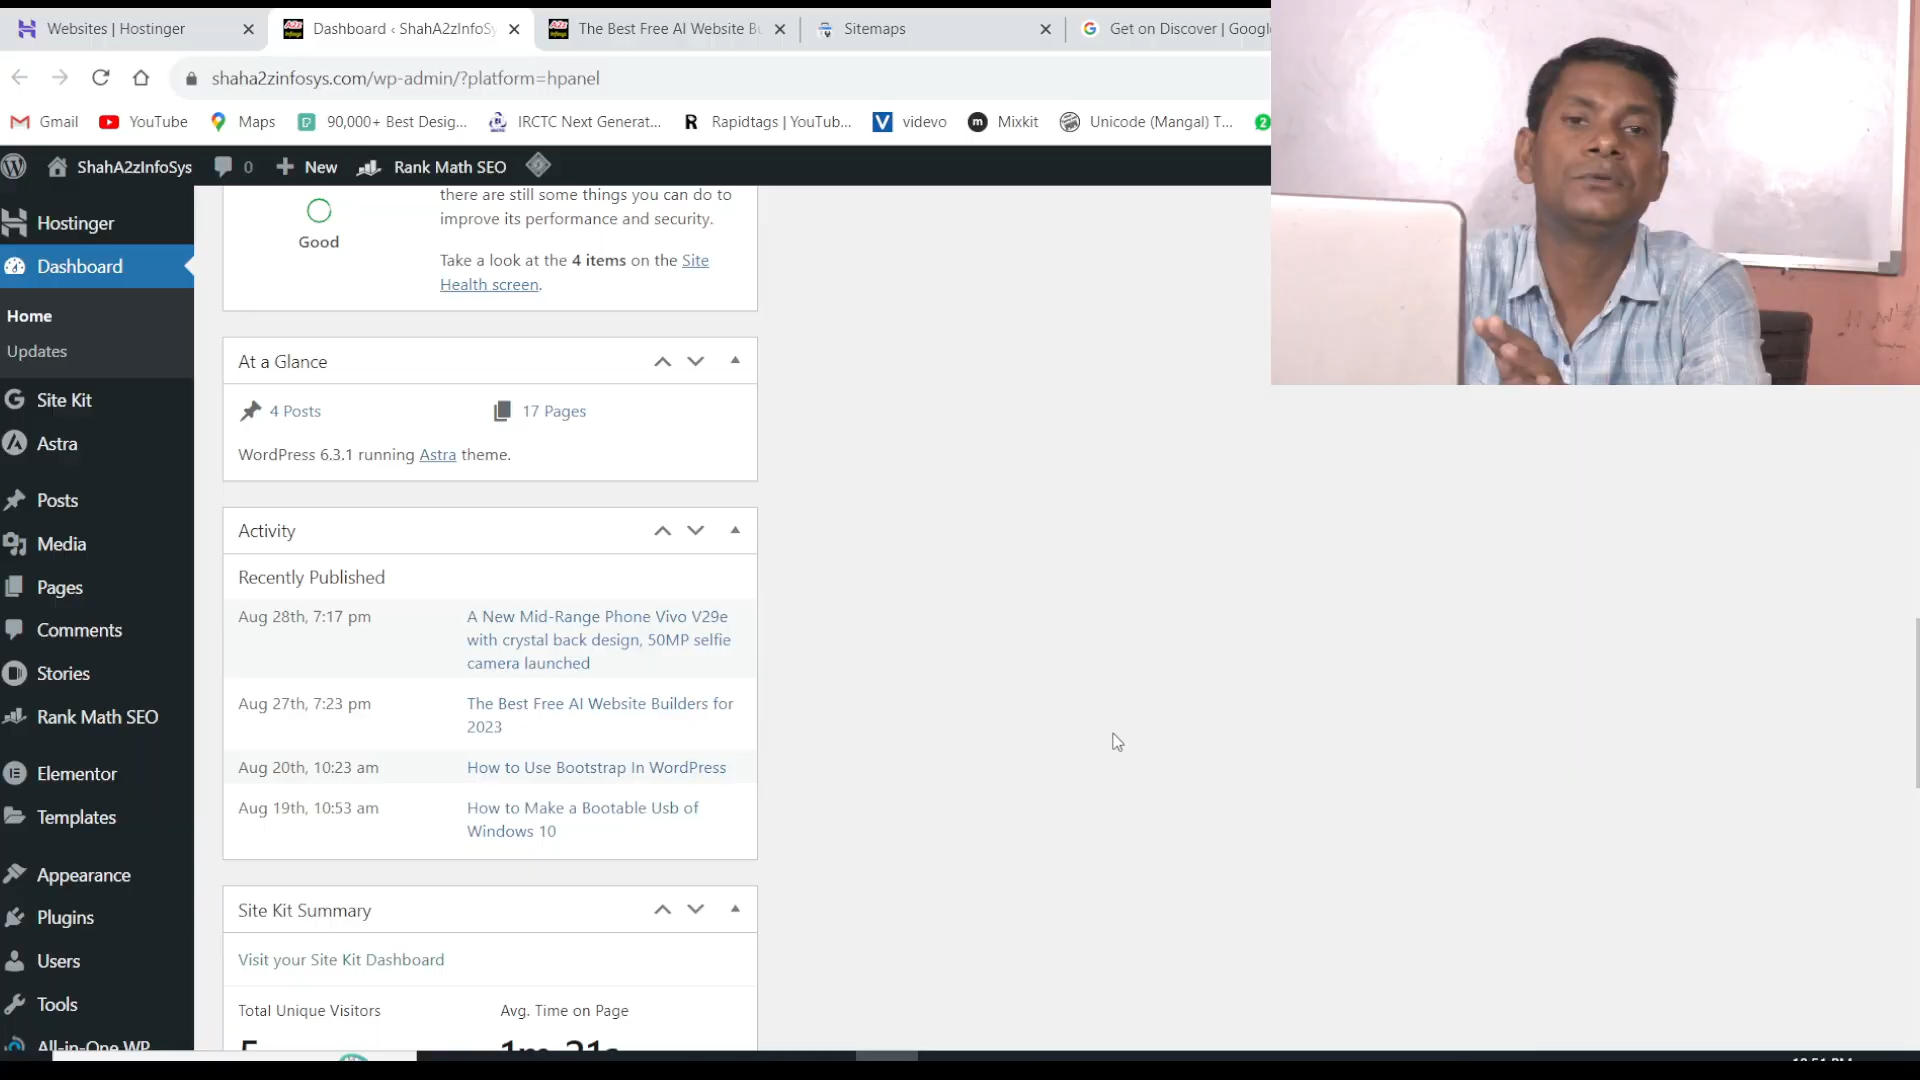 Websites | Hostinger
Dashboard ‹ ShahA2zInfoSy
The Best Free AI Website Bu
Sitemaps
Get on Discover | Googl
shaha2zinfosys.com/wp-admin/?platform=hpanel
Gmail
YouTube
Maps
90,000+ Best Desig...
IRCTC Next Generat...
Rapidtags | YouTub...
videvo
Mixkit
Unicode (Mangal) T...
2
ShahA2zInfoSys
0
New
Rank Math SEO
Hostinger
Dashboard
Home
Updates
Site Kit
Astra
Posts
Media
Pages
Comments
Stories
Rank Math SEO
Elementor
Templates
Appearance
Plugins
Users
Tools
All-in-One WP
Good
there are still some things you can do to
improve its performance and security.
Take a look at the 4 items on the Site
Health screen.
At a Glance
4 Posts
17 Pages
WordPress 6.3.1 running Astra theme.
Activity
Recently Published
Aug 28th, 7:17 pm
A New Mid-Range Phone Vivo V29e
with crystal back design, 50MP selfie
camera launched
Aug 27th, 7:23 pm
The Best Free AI Website Builders for
2023
Aug 20th, 10:23 am
How to Use Bootstrap In WordPress
Aug 19th, 10:53 am
How to Make a Bootable Usb of
Windows 10
Site Kit Summary
Visit your Site Kit Dashboard
Total Unique Visitors
Avg. Time on Page
5
1m 21s